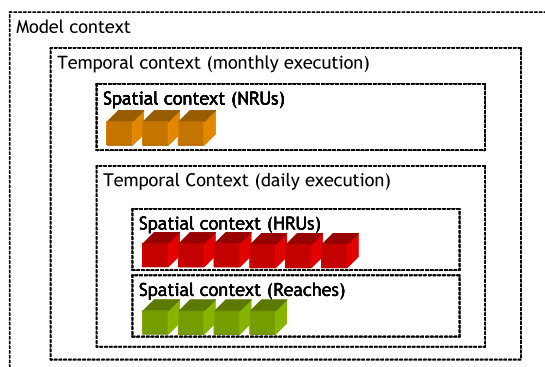 Model context
Temporal context (monthly execution)
Spatial context (NRUs)
Temporal Context (daily execution)
Spatial context (HRUs)
Spatial context (Reaches)